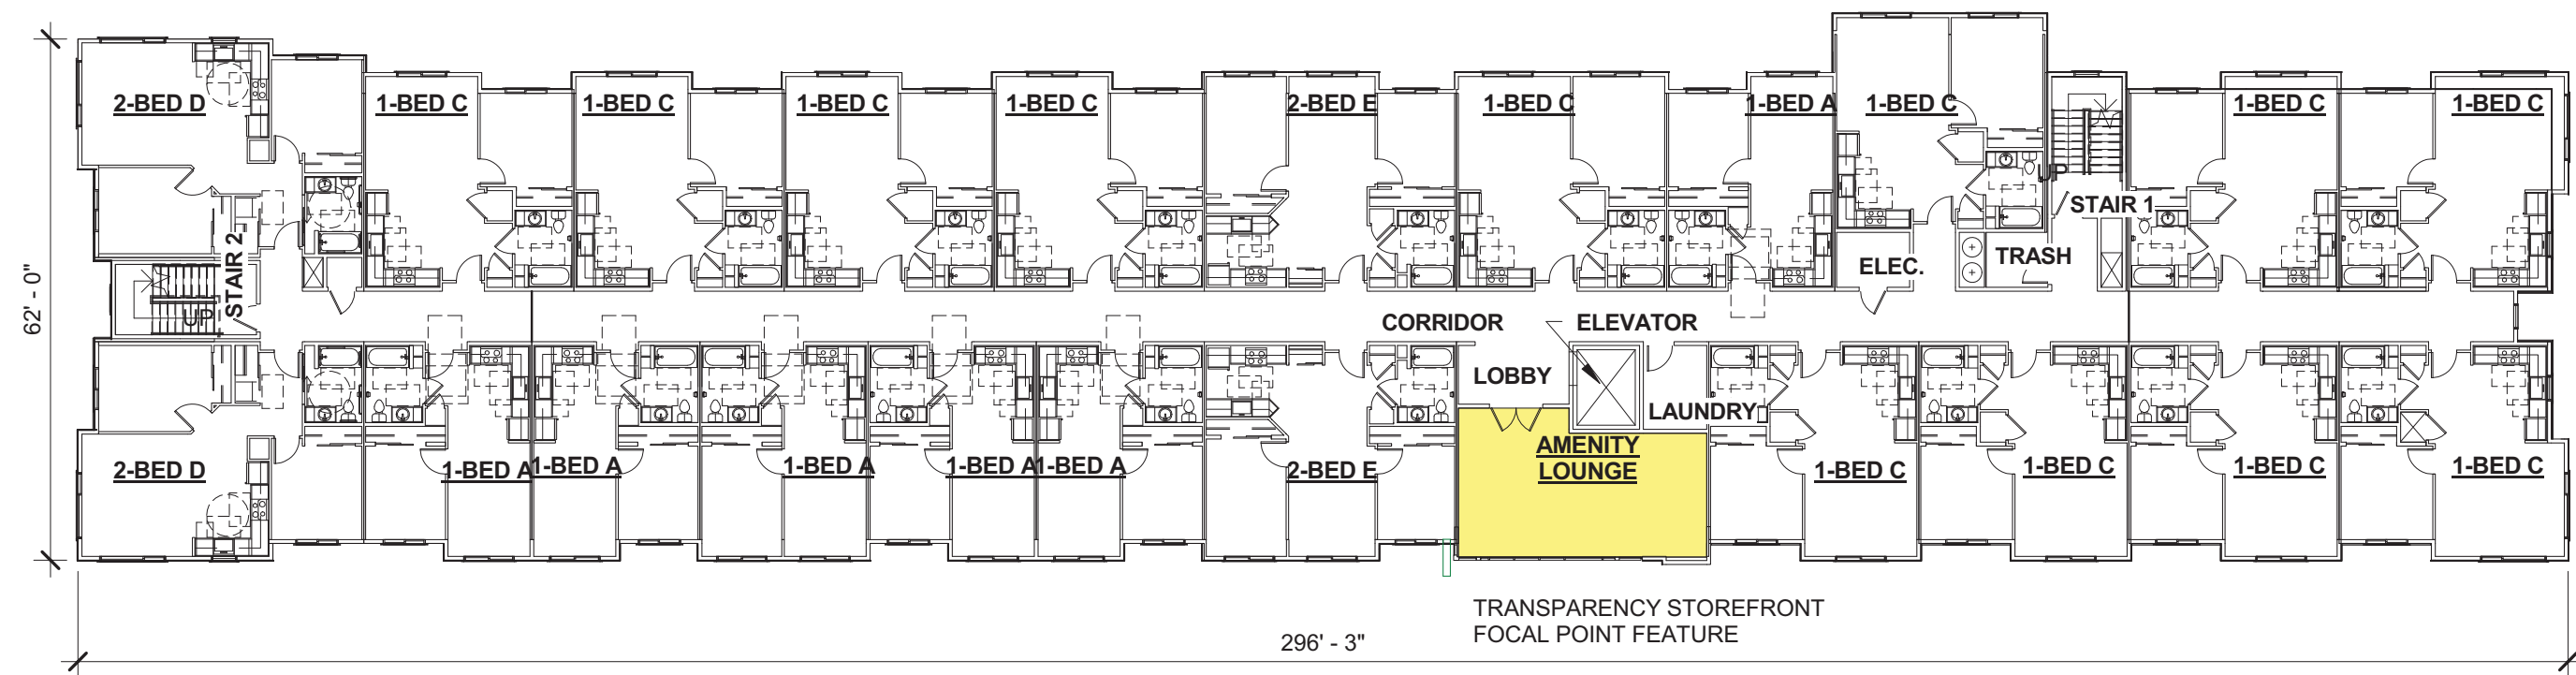 2-BED D
1-BED C
1-BED C
1-BED C
1-BED C
2-BED E
1-BED C
1-BED A
1-BED C
1-BED C
1-BED C
STAIR 1
UP
STAIR 2
UP
ELEC.
TRASH
62' - 0"
CORRIDOR
ELEVATOR
LOBBY
LAUNDRY
AMENITY
LOUNGE
2-BED D
1-BED A
1-BED A
1-BED A
1-BED A
1-BED A
2-BED E
1-BED C
1-BED C
1-BED C
1-BED C
TRANSPARENCY STOREFRONT
FOCAL POINT FEATURE
296' - 3"